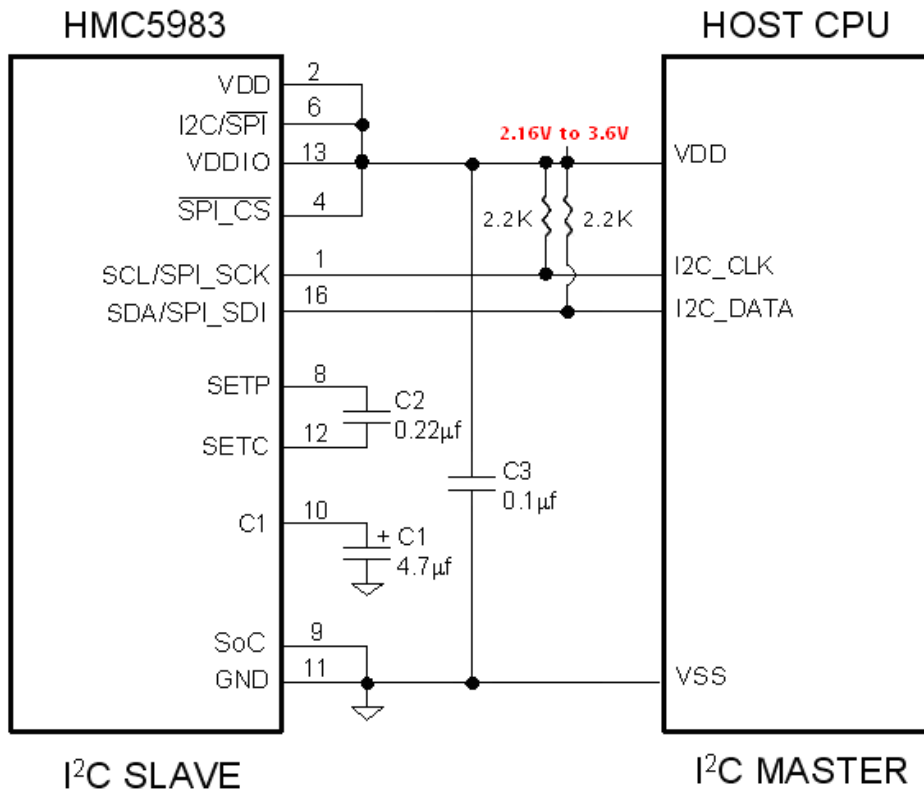 HMC5983
HOST CPU
VDD
2
I2C/SPI
6
VDDIO
13
SPI_CS
4
2.16V to 3.6V
VDD
2.2K
2.2K
SCL/SPI_SCK
1
I2C_CLK
SDA/SPI_SDI
16
I2C_DATA
SETP
8
C2
0.22µf
SETC
12
C3
0.1µf
C1
10
+ C1
4.7µf
SoC
9
GND
11
VSS
I²C SLAVE
I²C MASTER